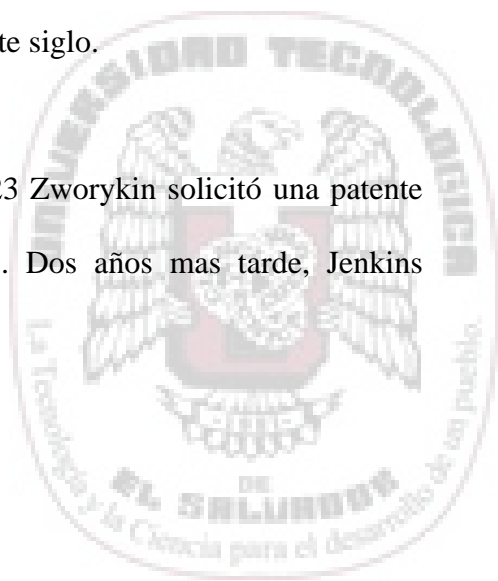 te siglo.
23 Zworykin solicitó una patente
. Dos años mas tarde, Jenkins
UNIVERSIDAD TECNOLOGICA
La Tecnología y la Ciencia para el desarrollo de un pueblo.
DE
EL SALVADOR